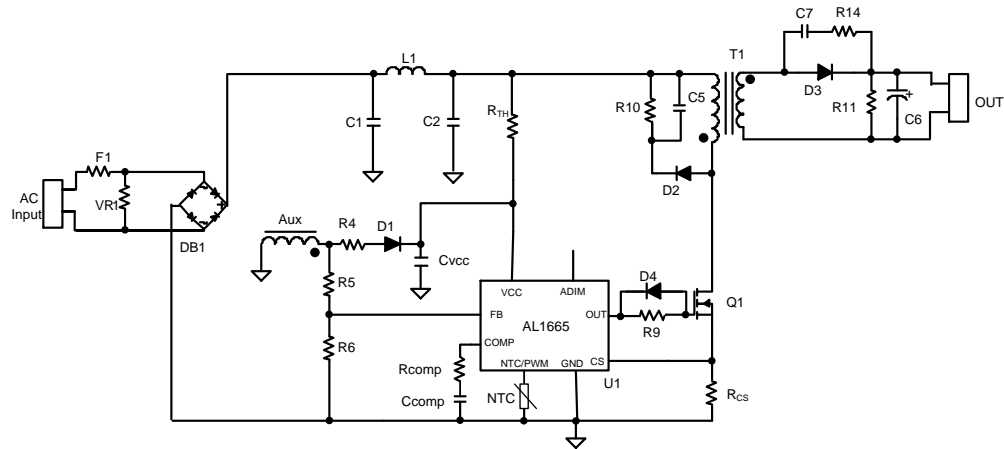 C7
R14
L1
T1
C5
R10
D3
R11
+
C6
OUT
C1
C2
RTH
F1
D2
AC
Input
VR1
DB1
Aux
R4
D1
Cvcc
R5
D4
Q1
VCC
ADIM
FB
AL1665
OUT
R9
R6
COMP
NTC/PWM
GND
CS
U1
Rcomp
Ccomp
NTC
RCS